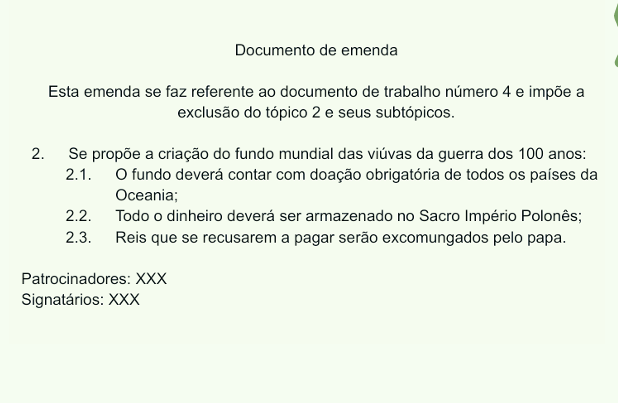 Documento de emenda
Esta emenda se faz referente ao documento de trabalho número 4 e impõe a
exclusão do tópico 2 e seus subtópicos.
2. Se propõe a criação do fundo mundial das viúvas da guerra dos 100 anos:
2.1. O fundo deverá contar com doação obrigatória de todos os países da
Oceania;
2.2. Todo o dinheiro deverá ser armazenado no Sacro Império Polonês;
2.3. Reis que se recusarem a pagar serão excomungados pelo papa.
Patrocinadores: XXX
Signatários: XXX